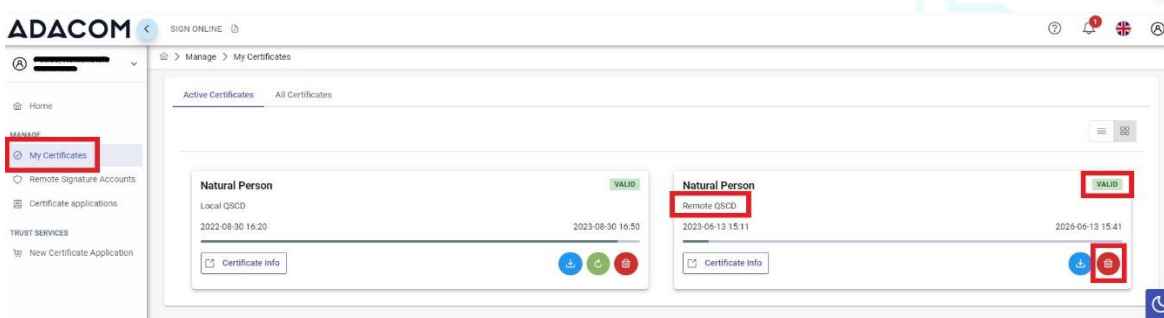 ADACOM
SIGN ONLINE
1
Manage > My Certificates
Home
MANAGE
My Certificates
Remote Signature Accounts
Certificate applications
TRUST SERVICES
New Certificate Application
Active Certificates All Certificates
Natural Person VALID
Local QSCD
2022-08-30 16:20 2023-08-30 16:50
Certificate Info
Natural Person VALID
Remote QSCD
2023-06-13 15:11 2026-06-13 15:41
Certificate Info